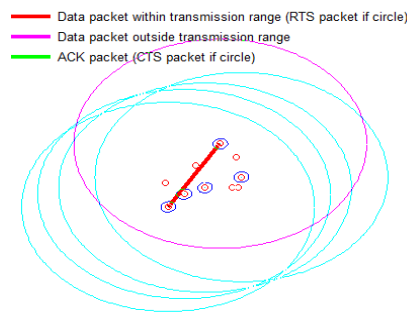 Data packet within transmission range (RTS packet if circle)
Data packet outside transmission range
ACK packet (CTS packet if circle)